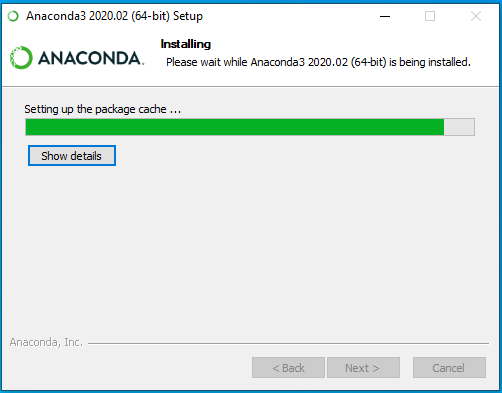 Anaconda3 2020.02 (64-bit) Setup
ANACONDA.
Installing
Please wait while Anaconda3 2020.02 (64-bit) is being installed.
Setting up the package cache ...
Show details
Anaconda, Inc.
< Back
Next >
Cancel